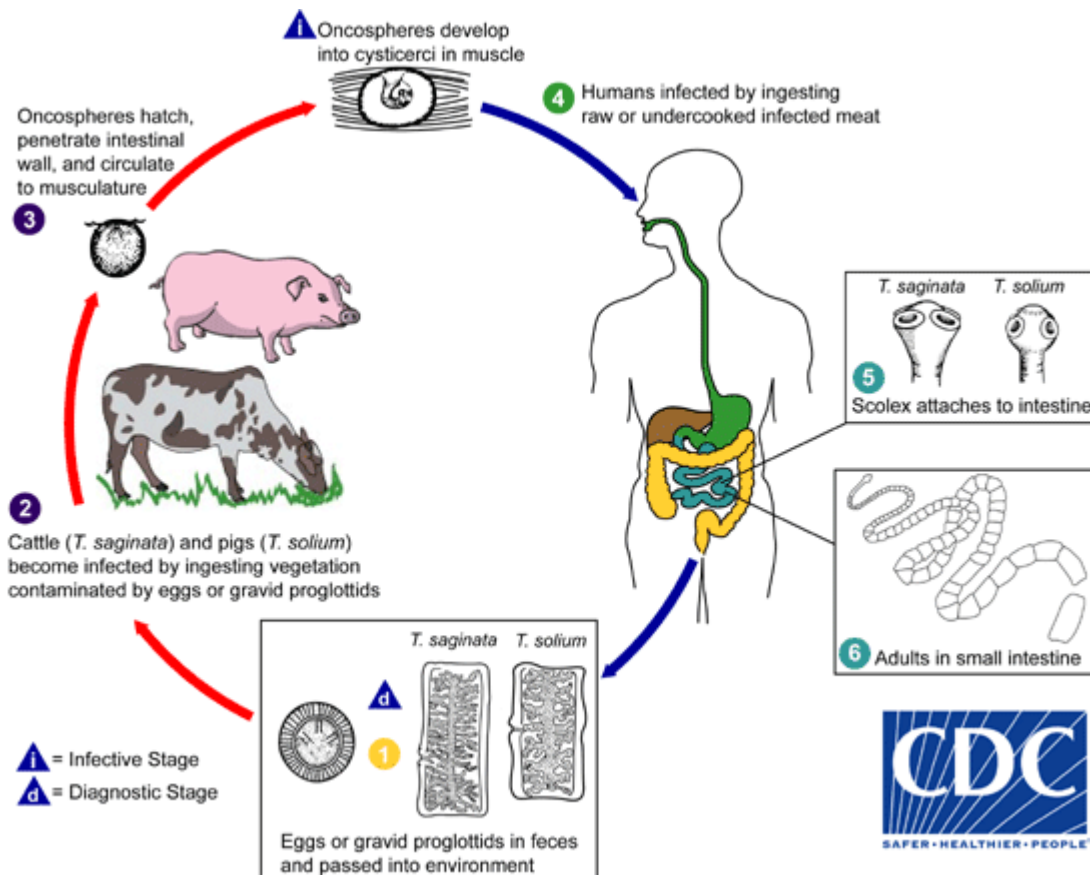 i Oncospheres develop
into cysticerci in muscle
4 Humans infected by ingesting
raw or undercooked infected meat
Oncospheres hatch,
penetrate intestinal
wall, and circulate
to musculature
3
T. saginata T. solium
5
Scolex attaches to intestine
2
Cattle (T. saginata) and pigs (T. solium)
become infected by ingesting vegetation
contaminated by eggs or gravid proglottids
6 Adults in small intestine
T. saginata T. solium
d
1
Eggs or gravid proglottids in feces
and passed into environment
i = Infective Stage
d = Diagnostic Stage
CDC
SAFER•HEALTHIER•PEOPLE™